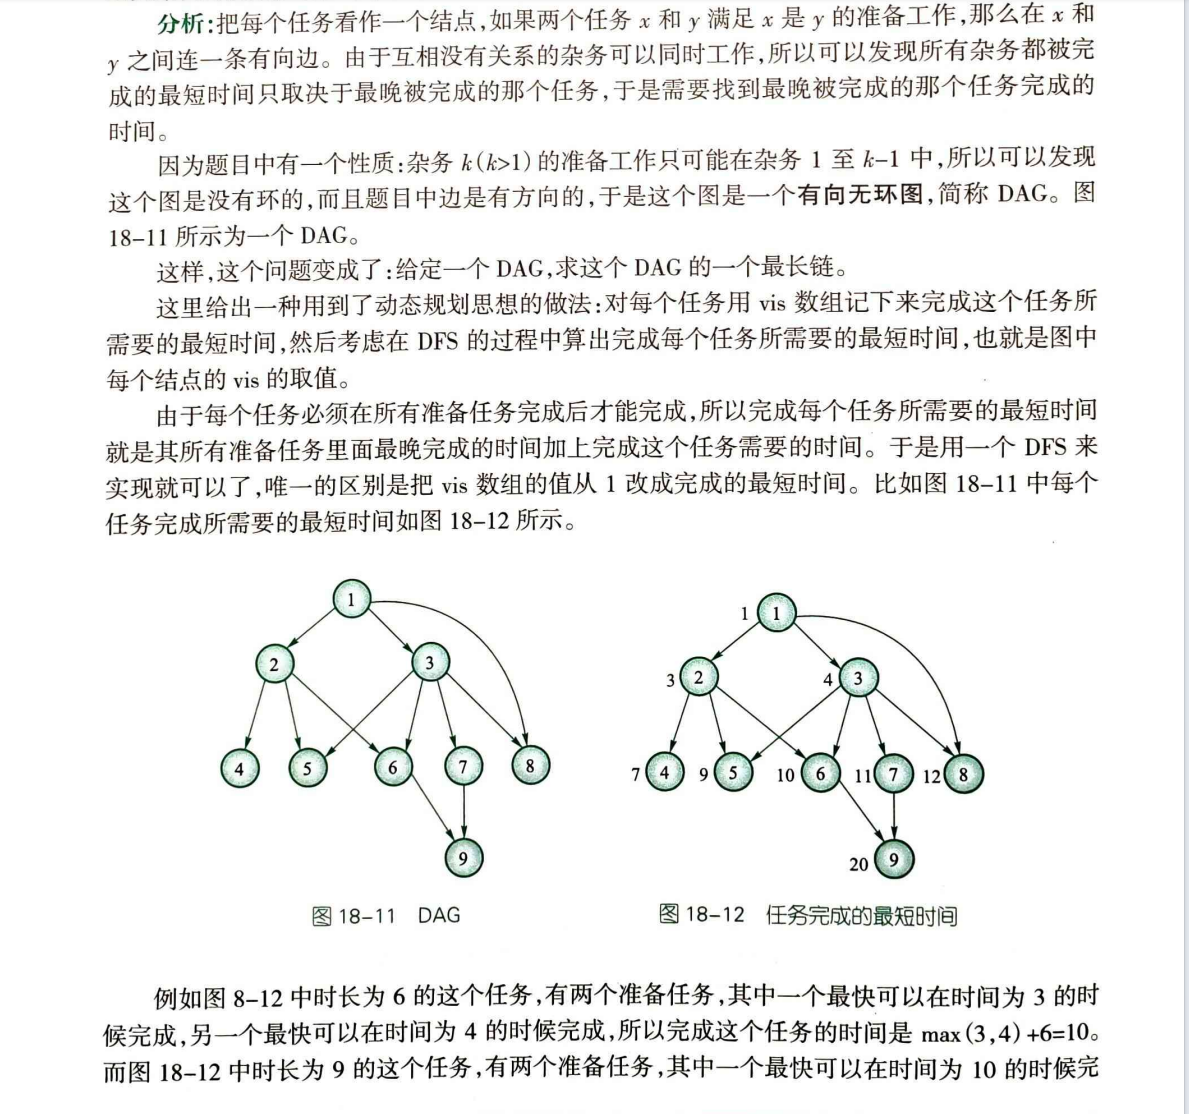 分析:把每个任务看作一个结点,如果两个任务 x 和 y 满足 x 是 y 的准备工作,那么在 x 和
y 之间连一条有向边。由于互相没有关系的杂务可以同时工作,所以可以发现所有杂务都被完
成的最短时间只取决于最晚被完成的那个任务,于是需要找到最晚被完成的那个任务完成的
时间。
因为题目中有一个性质:杂务 k(k>1)的准备工作只可能在杂务 1 至 k-1 中,所以可以发现
这个图是没有环的,而且题目中边是有方向的,于是这个图是一个有向无环图,简称 DAG。图
18-11 所示为一个 DAG。
这样,这个问题变成了:给定一个 DAG,求这个 DAG 的一个最长链。
这里给出一种用到了动态规划思想的做法:对每个任务用 vis 数组记下来完成这个任务所
需要的最短时间,然后考虑在 DFS 的过程中算出完成每个任务所需要的最短时间,也就是图中
每个结点的 vis 的取值。
由于每个任务必须在所有准备任务完成后才能完成,所以完成每个任务所需要的最短时间
就是其所有准备任务里面最晚完成的时间加上完成这个任务需要的时间。于是用一个 DFS 来
实现就可以了,唯一的区别是把 vis 数组的值从 1 改成完成的最短时间。比如图 18-11 中每个
任务完成所需要的最短时间如图 18-12 所示。
1
2 3
4 5 6 7 8
9
图 18-11 DAG
1 1
3 2 4 3
7 4 9 5 10 6 11 7 12 8
20 9
图 18-12 任务完成的最短时间
例如图 8-12 中时长为 6 的这个任务,有两个准备任务,其中一个最快可以在时间为 3 的时
候完成,另一个最快可以在时间为 4 的时候完成,所以完成这个任务的时间是 max(3,4)+6=10。
而图 18-12 中时长为 9 的这个任务,有两个准备任务,其中一个最快可以在时间为 10 的时候完